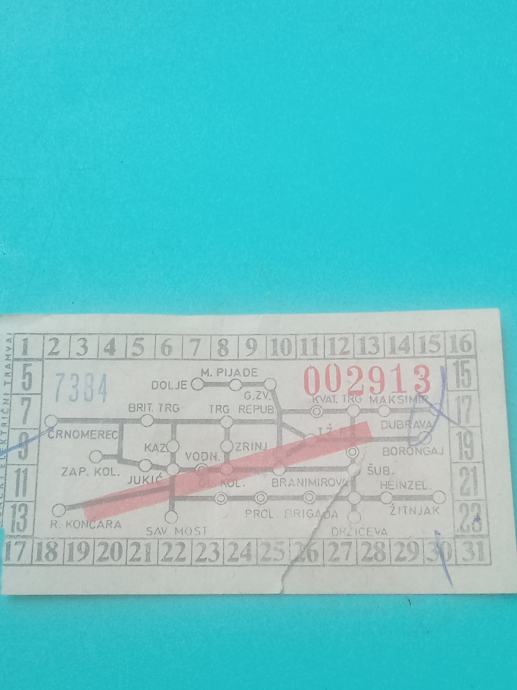 1 2 3 4 5 6 7 8 9 10 11 12 13 14 15 16
ELEKTRIČNI TRAMVAJ
5 7384 002913 15
DOLJE M. PIJADE
G.ZV.
KVAT. TRG MAKSIMIR
7 BRIT. TRG TRG REPUB 17
ČRNOMEREC DUBRAVA
9 KAZ ZRINJ 19
BORONGAJ
ZAP. KOL. JUKIĆ VODN. ŠUB.
11 GL. KOL. BRANIMIROVA HEINZEL. 21
13 R. KONČARA PROL. BRIGADA ŽITNJAK 23
SAV MOST DRŽIĆEVA
17 18 19 20 21 22 23 24 25 26 27 28 29 30 31